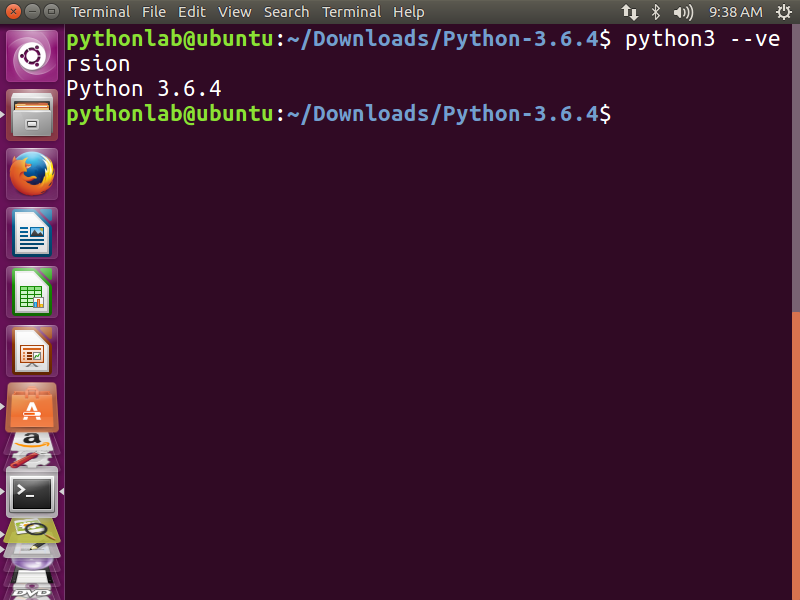 Terminal File Edit View Search Terminal Help 9:38 AM
pythonlab@ubuntu:~/Downloads/Python-3.6.4$ python3 --ve
rsion
Python 3.6.4
pythonlab@ubuntu:~/Downloads/Python-3.6.4$
A
a
>_
DVD